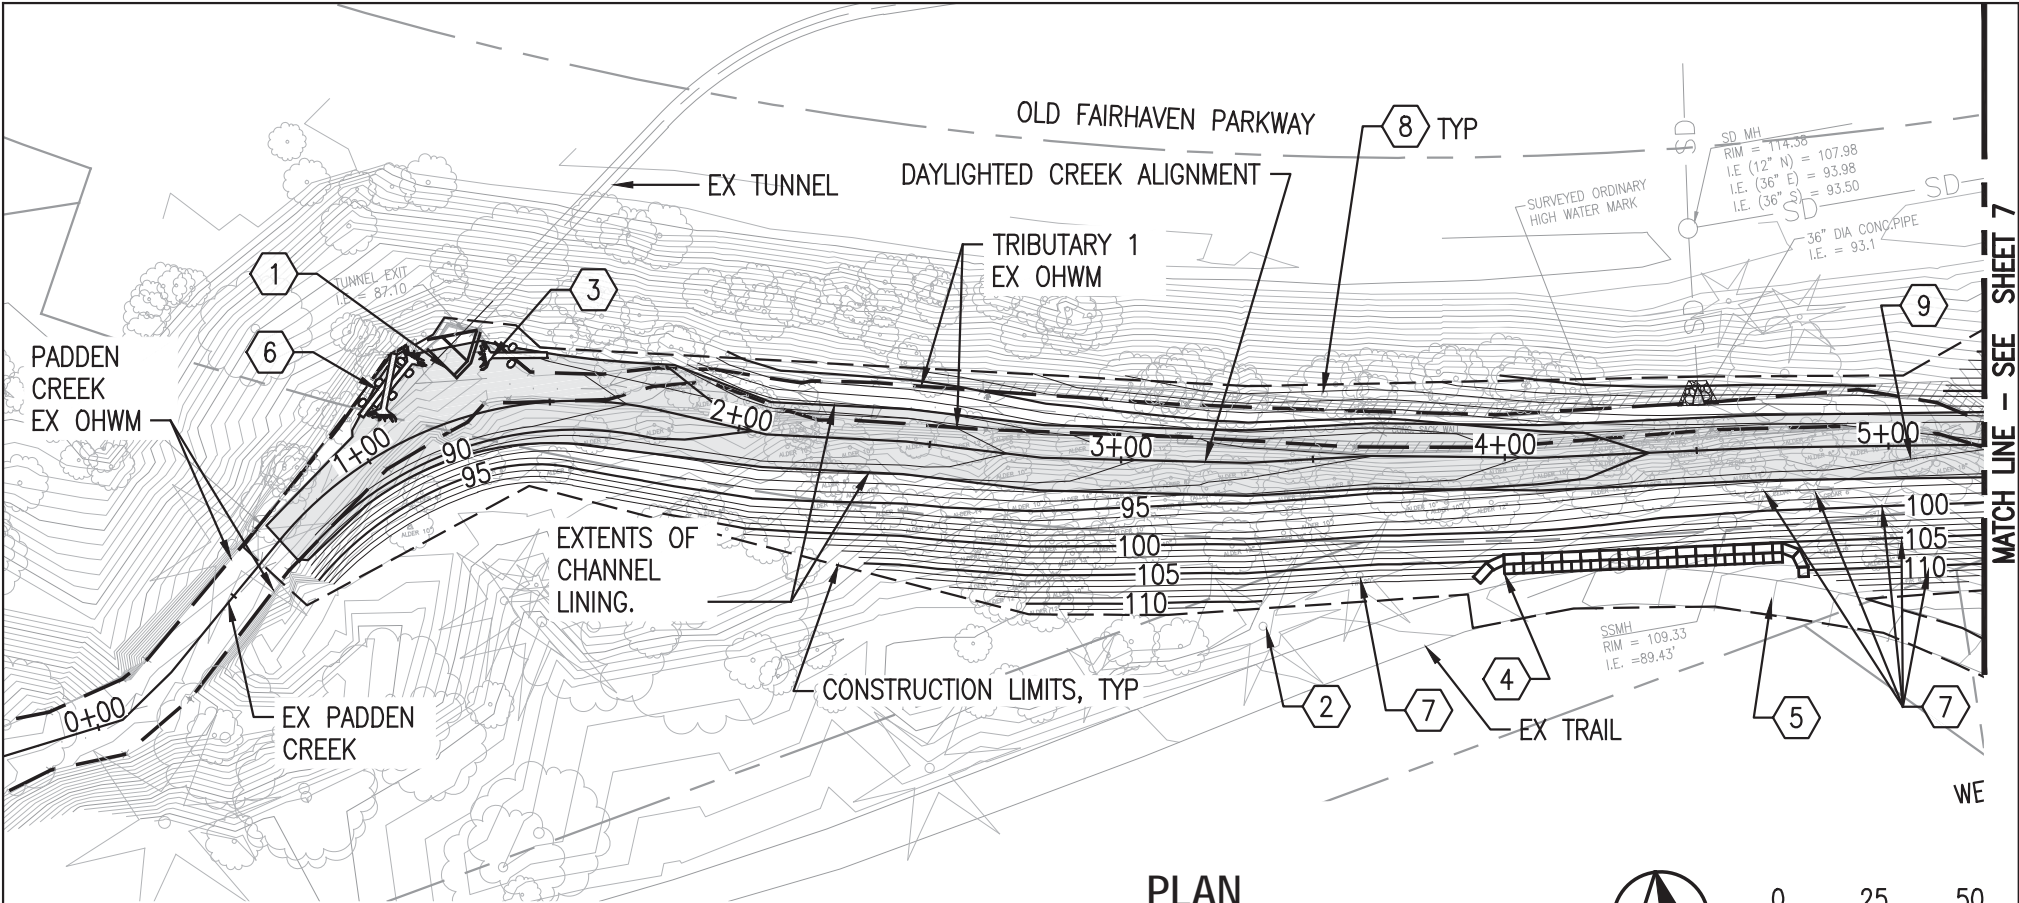 OLD FAIRHAVEN PARKWAY
8 TYP
DAYLIGHTED CREEK ALIGNMENT
EX TUNNEL
SD
SD MH
RIM = 114.38
I.E (12" N) = 107.98
I.E. (36" E) = 93.98
I.E. (36" S) = 93.50
SD
SD
SURVEYED ORDINARY
HIGH WATER MARK
36" DIA CONC.PIPE
I.E. = 93.1
SD
TRIBUTARY 1
EX OHWM
1
TUNNEL EXIT
I.E. = 87.10
3
9
6
PADDEN
CREEK
EX OHWM
1+00
2+00
3+00
4+00
5+00
SACK WALL
90
95
95
100
105
110
100
105
110
EXTENTS OF
CHANNEL
LINING.
CONSTRUCTION LIMITS, TYP
0+00
EX PADDEN
CREEK
SSMH
RIM = 109.33
I.E. =89.43'
2
7
4
EX TRAIL
5
7
WE
MATCH LINE - SEE SHEET 7
PLAN
0 25 50